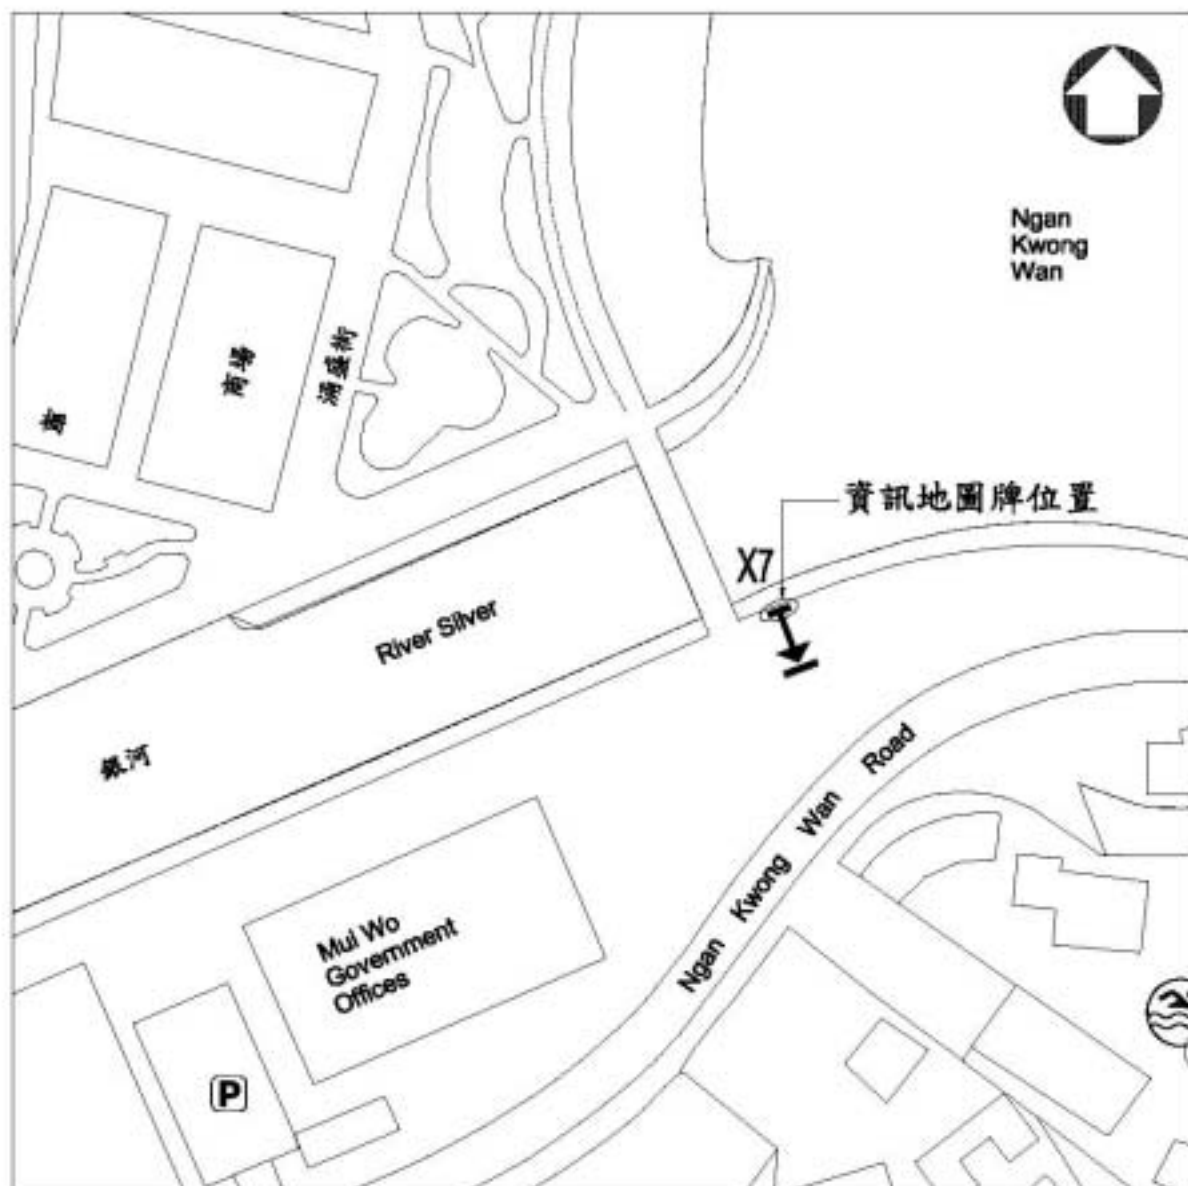 Ngan
Kwong
Wan
商場
涌盛街
商
資訊地圖牌位置
X7
River Silver
銀河
Ngan Kwong Wan Road
Mui Wo
Government
Offices
P